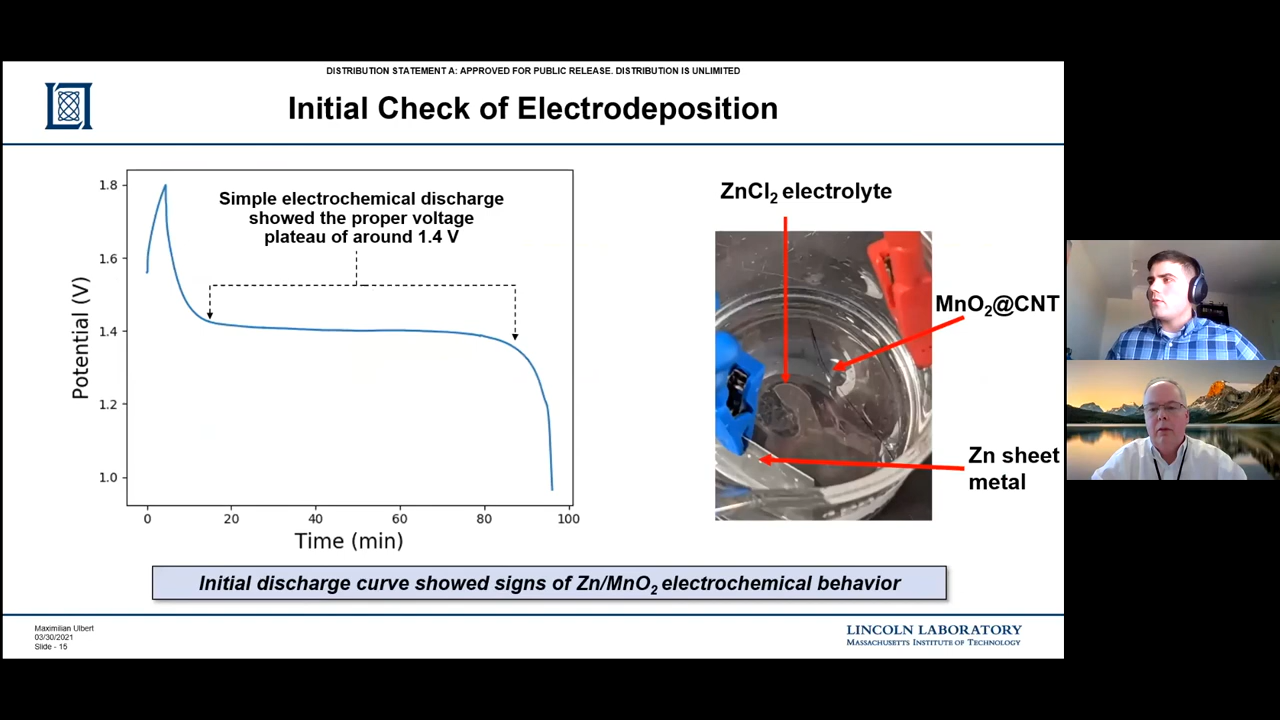 DISTRIBUTION STATEMENT A: APPROVED FOR PUBLIC RELEASE. DISTRIBUTION IS UNLIMITED
Initial Check of Electrodeposition
Simple electrochemical discharge
showed the proper voltage
plateau of around 1.4 V
Potential (V)
1.8
1.6
1.4
1.2
1.0
0
20
40
60
80
100
Time (min)
ZnCl₂ electrolyte
MnO₂@CNT
Zn sheet
metal
Initial discharge curve showed signs of Zn/MnO₂ electrochemical behavior
Maximilian Ulbert
03/30/2021
Slide - 15
LINCOLN LABORATORY
MASSACHUSETTS INSTITUTE OF TECHNOLOGY